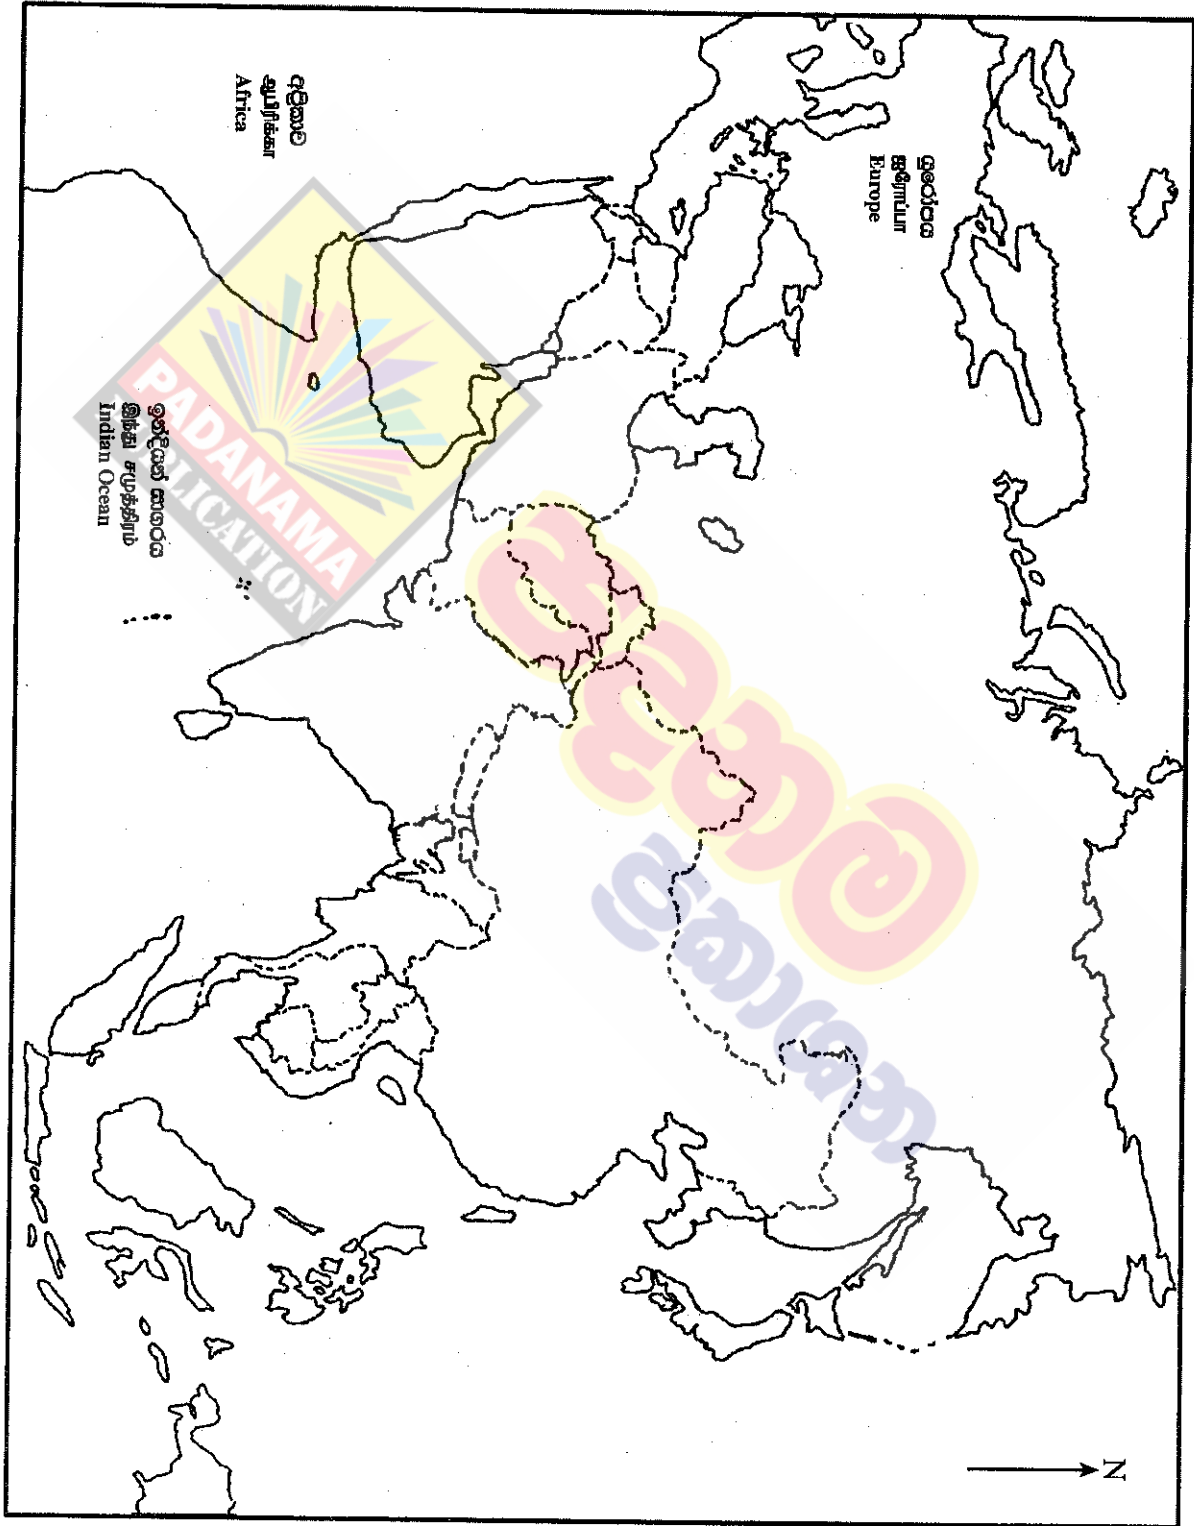 අප්‍රිකාව
ஆபிரிக்கா
Africa
යුරෝපය
ஐரோப்பா
Europe
ඉන්දියන් සාගරය
இந்து சமுத்திரம்
Indian Ocean
N
PADANAMA
PUBLICATION